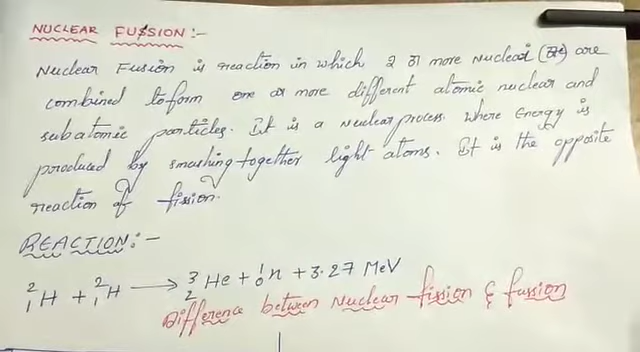 NUCLEAR FUSSION :-
Nuclear Fusion is reaction in which 2 or more nuclear are
combined to form one or more different atomic nuclear and
subatomic particles. It is a nuclear process. where Energy is
produced by smashing together light atoms. It is the opposite
reaction of fission.
REACTION:-
²₁H + ²₁H → ³₂He + ¹₀n + 3.27 MeV
Difference between Nuclear fission & fussion